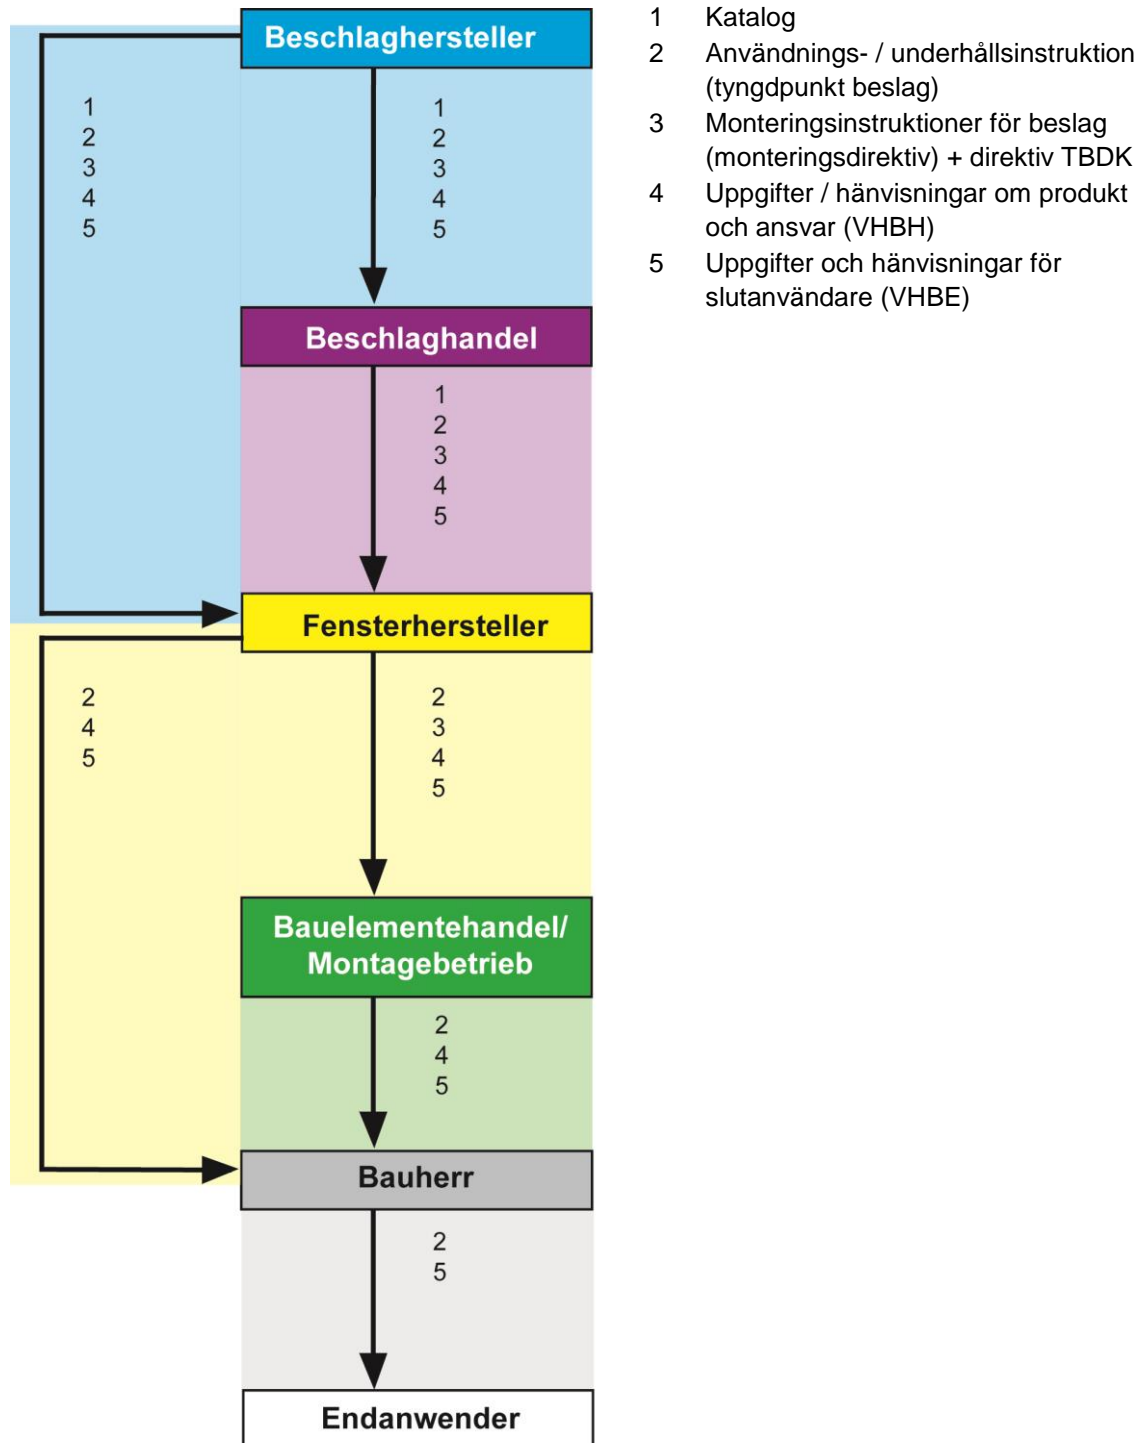 Beschlaghersteller
1
2
3
4
5
1
2
3
4
5
Beschlaghandel
1
2
3
4
5
Fensterhersteller
2
4
5
2
3
4
5
Bauelementehandel/
Montagebetrieb
2
4
5
Bauherr
2
5
Endanwender
1 Katalog
2 Användnings- / underhållsinstruktion
(tyngdpunkt beslag)
3 Monteringsinstruktioner för beslag
(monteringsdirektiv) + direktiv TBDK
4 Uppgifter / hänvisningar om produkt
och ansvar (VHBH)
5 Uppgifter och hänvisningar för
slutanvändare (VHBE)